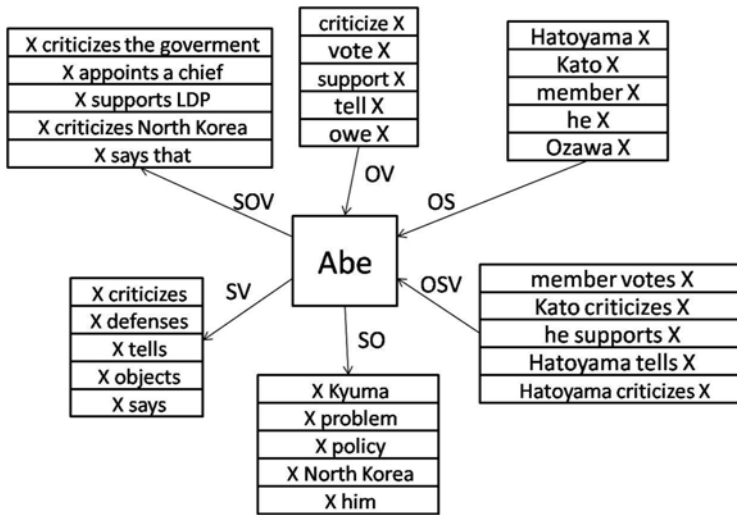 X criticizes the goverment
X appoints a chief
X supports LDP
X criticizes North Korea
X says that
criticize X
vote X
support X
tell X
owe X
Hatoyama X
Kato X
member X
he X
Ozawa X
SOV
OV
OS
Abe
SV
SO
OSV
X criticizes
X defenses
X tells
X objects
X says
X Kyuma
X problem
X policy
X North Korea
X him
member votes X
Kato criticizes X
he supports X
Hatoyama tells X
Hatoyama criticizes X